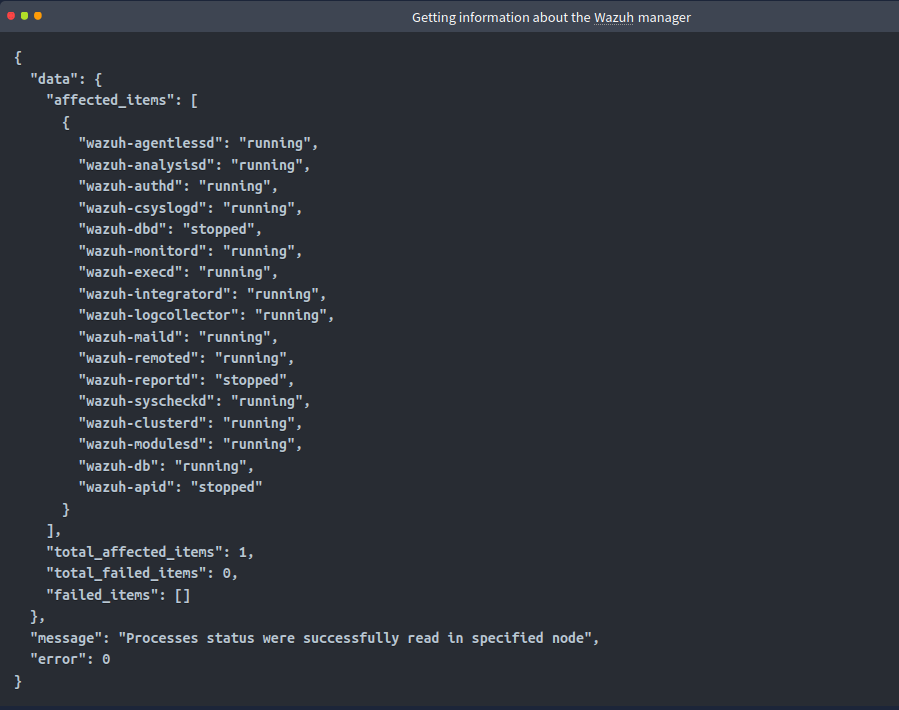 Getting information about the Wazuh manager
{
  "data": {
    "affected_items": [
      {
        "wazuh-agentlessd": "running",
        "wazuh-analysisd": "running",
        "wazuh-authd": "running",
        "wazuh-csyslogd": "running",
        "wazuh-dbd": "stopped",
        "wazuh-monitord": "running",
        "wazuh-execd": "running",
        "wazuh-integratord": "running",
        "wazuh-logcollector": "running",
        "wazuh-maild": "running",
        "wazuh-remoted": "running",
        "wazuh-reportd": "stopped",
        "wazuh-syscheckd": "running",
        "wazuh-clusterd": "running",
        "wazuh-modulesd": "running",
        "wazuh-db": "running",
        "wazuh-apid": "stopped"
      }
    ],
    "total_affected_items": 1,
    "total_failed_items": 0,
    "failed_items": []
  },
  "message": "Processes status were successfully read in specified node",
  "error": 0
}